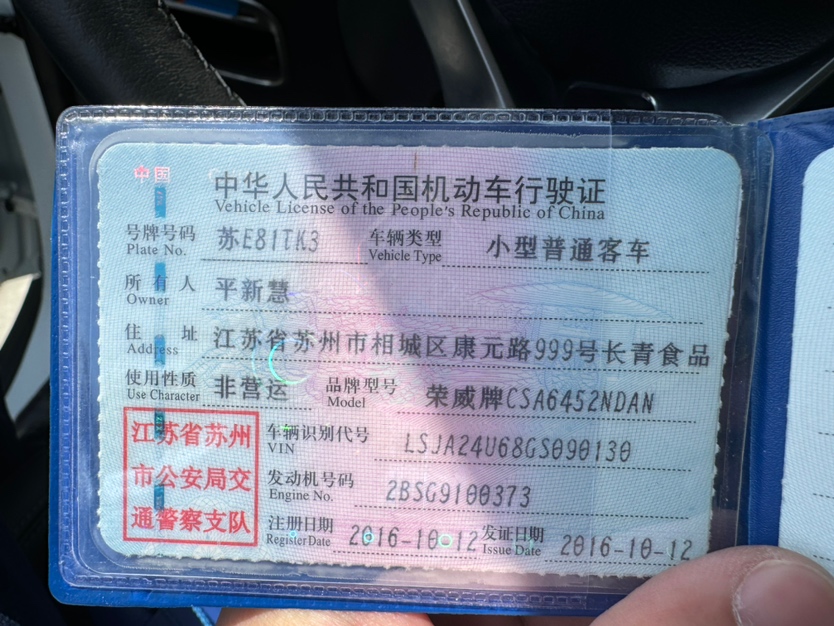 中国
中华人民共和国机动车行驶证
Vehicle License of the People's Republic of China
号牌号码 苏E81TK3 车辆类型 小型普通客车
Plate No. Vehicle Type
所有人 平新慧
Owner
住址 江苏省苏州市相城区康元路999号长青食品
Address
使用性质 非营运 品牌型号 荣威牌CSA6452NDAN
Use Character Model
江苏省苏州
市公安局交
通警察支队
车辆识别代号 LSJA24U68GS090130
VIN
发动机号码 2BSG9100373
Engine No.
注册日期 2016-10-12 发证日期 2016-10-12
Register Date Issue Date